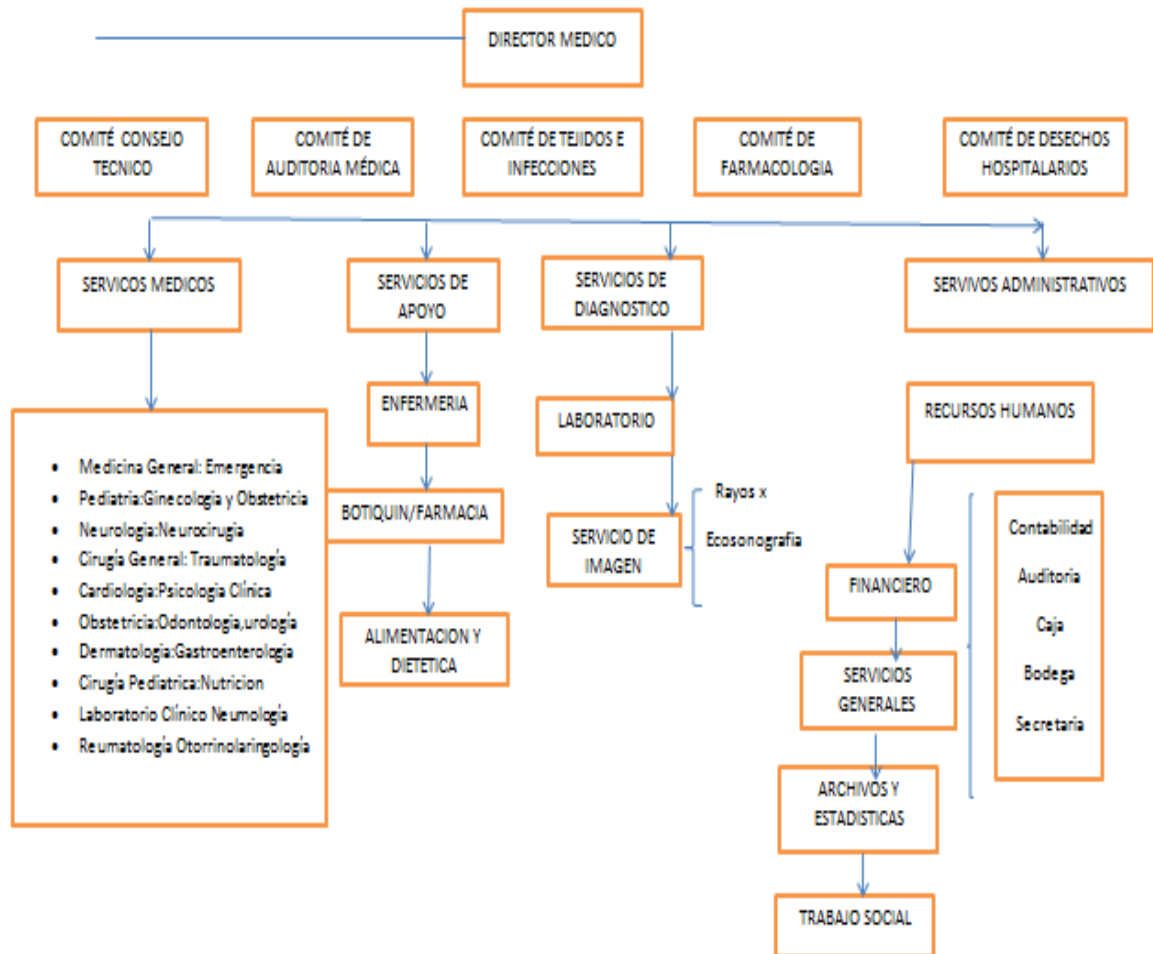 DIRECTOR MEDICO
COMITÉ CONSEJO
TECNICO
COMITÉ DE
AUDITORIA MÉDICA
COMITÉ DE TEJIDOS E
INFECCIONES
COMITÉ DE
FARMACOLOGIA
COMITÉ DE DESECHOS
HOSPITALARIOS
SERVICOS MEDICOS
SERVICIOS DE
APOYO
SERVICIOS DE
DIAGNOSTICO
SERVIVOS ADMINISTRATIVOS
• Medicina General: Emergencia
• Pediatria:Ginecologia y Obstetricia
• Neurologia:Neurocirugia
• Cirugía General: Traumatología
• Cardiologia:Psicologia Clínica
• Obstetricia:Odontologia,urología
• Dermatologia:Gastroenterologia
• Cirugía Pediatrica:Nutricion
• Laboratorio Clínico Neumología
• Reumatología Otorrinolaringología
ENFERMERIA
BOTIQUIN/FARMACIA
ALIMENTACION Y
DIETETICA
LABORATORIO
SERVICIO DE
IMAGEN
Rayos x
Ecosonografia
RECURSOS HUMANOS
FINANCIERO
SERVICIOS
GENERALES
ARCHIVOS Y
ESTADISTICAS
TRABAJO SOCIAL
Contabilidad
Auditoria
Caja
Bodega
Secretaria